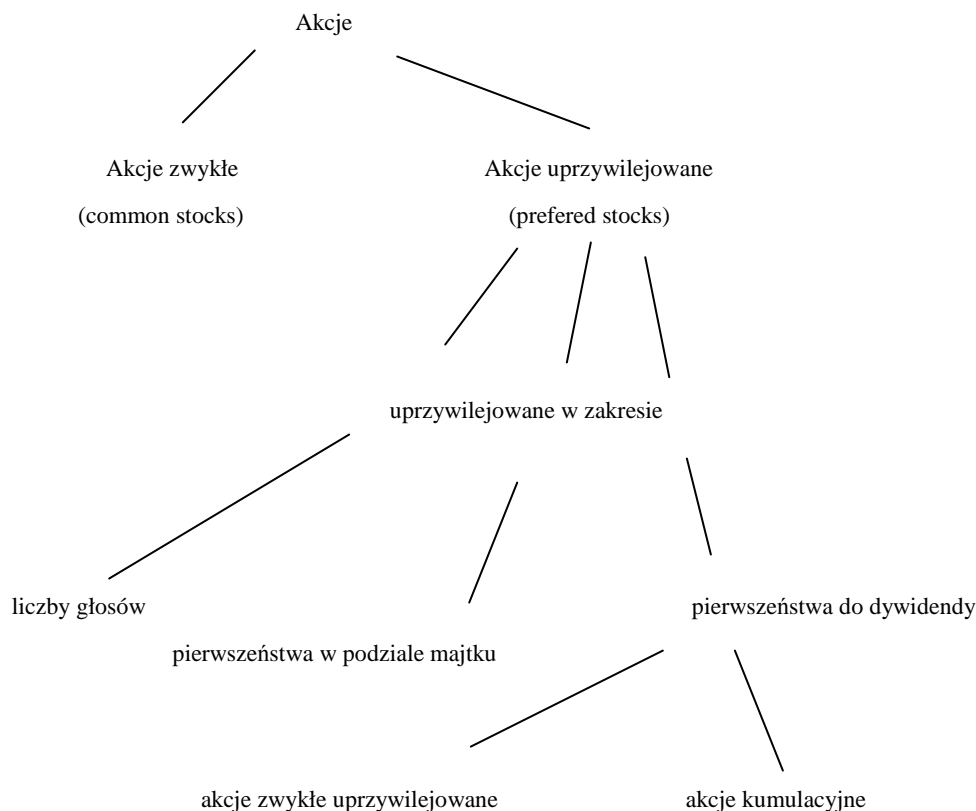 Akcje
Akcje zwykłe
Akcje uprzywilejowane
(common stocks)
(prefered stocks)
uprzywilejowane w zakresie
liczby głosów
pierwszeństwa do dywidendy
pierwszeństwa w podziale majtku
akcje zwykłe uprzywilejowane
akcje kumulacyjne